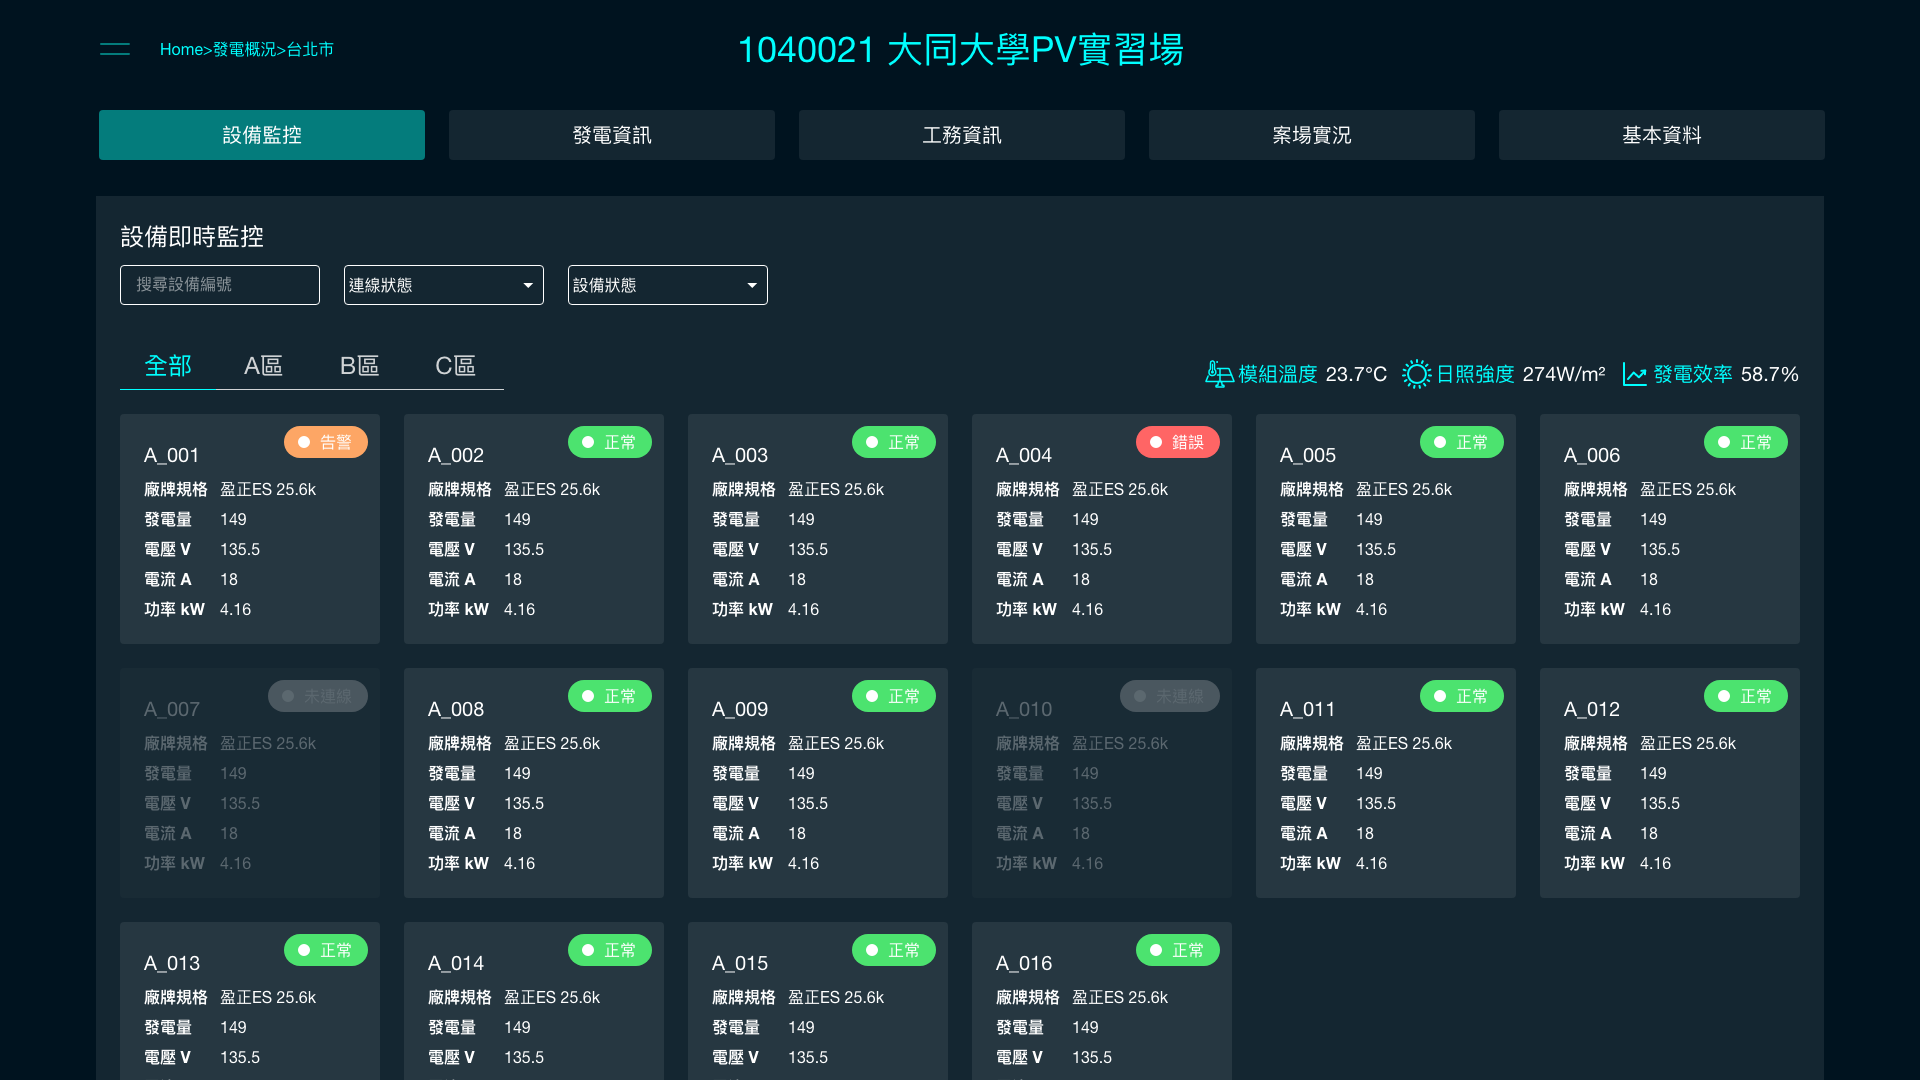 Home>發電概況>台北市
1040021 大同大學PV實習場
設備監控
發電資訊
工務資訊
案場實況
基本資料
設備即時監控
搜尋設備編號
連線狀態
設備狀態
全部
A區
B區
C區
模組溫度 23.7°C
日照強度 274W/m²
發電效率 58.7%
A_001
告警
廠牌規格 盈正ES 25.6k
發電量 149
電壓 V 135.5
電流 A 18
功率 kW 4.16
A_002
正常
廠牌規格 盈正ES 25.6k
發電量 149
電壓 V 135.5
電流 A 18
功率 kW 4.16
A_003
正常
廠牌規格 盈正ES 25.6k
發電量 149
電壓 V 135.5
電流 A 18
功率 kW 4.16
A_004
錯誤
廠牌規格 盈正ES 25.6k
發電量 149
電壓 V 135.5
電流 A 18
功率 kW 4.16
A_005
正常
廠牌規格 盈正ES 25.6k
發電量 149
電壓 V 135.5
電流 A 18
功率 kW 4.16
A_006
正常
廠牌規格 盈正ES 25.6k
發電量 149
電壓 V 135.5
電流 A 18
功率 kW 4.16
A_007
未連線
廠牌規格 盈正ES 25.6k
發電量 149
電壓 V 135.5
電流 A 18
功率 kW 4.16
A_008
正常
廠牌規格 盈正ES 25.6k
發電量 149
電壓 V 135.5
電流 A 18
功率 kW 4.16
A_009
正常
廠牌規格 盈正ES 25.6k
發電量 149
電壓 V 135.5
電流 A 18
功率 kW 4.16
A_010
未連線
廠牌規格 盈正ES 25.6k
發電量 149
電壓 V 135.5
電流 A 18
功率 kW 4.16
A_011
正常
廠牌規格 盈正ES 25.6k
發電量 149
電壓 V 135.5
電流 A 18
功率 kW 4.16
A_012
正常
廠牌規格 盈正ES 25.6k
發電量 149
電壓 V 135.5
電流 A 18
功率 kW 4.16
A_013
正常
廠牌規格 盈正ES 25.6k
發電量 149
電壓 V 135.5
A_014
正常
廠牌規格 盈正ES 25.6k
發電量 149
電壓 V 135.5
A_015
正常
廠牌規格 盈正ES 25.6k
發電量 149
電壓 V 135.5
A_016
正常
廠牌規格 盈正ES 25.6k
發電量 149
電壓 V 135.5